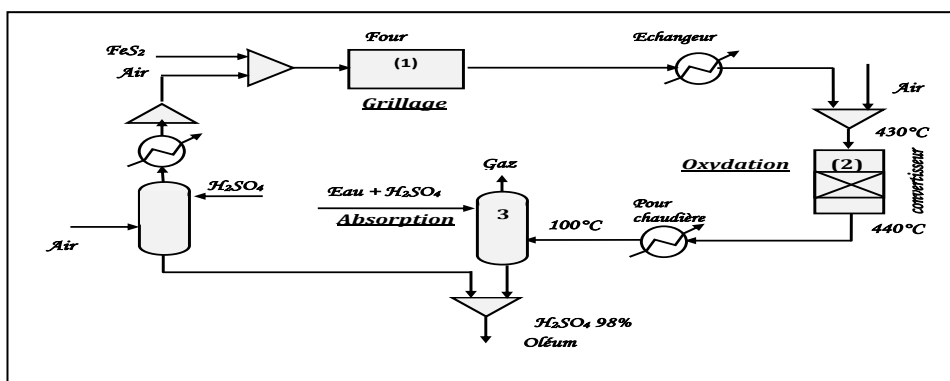 Four
Echangeur
FeS₂
Air
(1)
Grillage
Air
430°C
Oxydation
(2)
convertisseur
Gaz
H₂SO₄
Eau + H₂SO₄
Absorption
3
Pour
chaudière
100°C
440°C
Air
H₂SO₄ 98%
Oléum